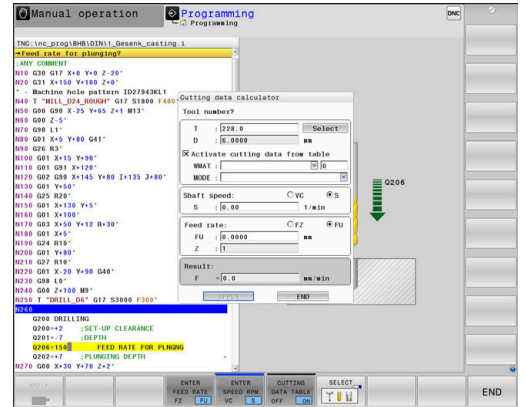 Manual operation
Programming
Programming
DNC
TNC:\nc_prog\BHB\DIN\1_Gesenk_casting.i
→Feed rate for plunging?
;ANY COMMENT
N10 G30 G17 X+0 Y+0 Z-20*
N20 G31 X+150 Y+100 Z+0*
* - Machine hole pattern ID27943KL1
N40 T "MILL_D24_ROUGH" G17 S1800 F400*
N50 G00 G90 X-25 Y+65 Z+1 M13*
N60 G00 Z-5*
N70 G98 L1*
N80 G01 X+5 Y+80 G41*
N90 G26 R3*
N100 G01 X+15 Y+90*
N110 G01 G91 X+120*
N120 G02 G90 X+145 Y+80 I+135 J+80*
N130 G01 Y+50*
N140 G25 R20*
N150 G01 X+130 Y+5*
N160 G01 X+100*
N170 G03 X+50 Y+12 R+30*
N180 G01 X+5*
N190 G24 R10*
N200 G01 Y+80*
N210 G27 R10*
N220 G01 X-20 Y+90 G40*
N230 G98 L0*
N240 G00 Z+100 M9*
N250 T "DRILL_D6" G17 S3000 F300*
N260
G200 DRILLING
Q200=+2 ;SET-UP CLEARANCE
Q201=-7 ;DEPTH
Q206=150 FEED RATE FOR PLNGNG
Q202=+7 ;PLUNGING DEPTH
N270 G00 X+30 Y+70 Z+2*
Cutting data calculator
Tool number?
T : 228.0 Select
D : 6.0000 mm
Activate cutting data from table
WMAT : 0
MODE :
Shaft speed: VC S
S : 0.00 1/min
Feed rate: FZ FU
FU : 0.0000 mm
Z : 1
Result:
F = 0.0 mm/min
APPLY END
Q206
APPLY
ENTER FEED RATE FZ FU
ENTER SPEED RPM VC S
CUTTING DATA TABLE OFF ON
SELECT
END